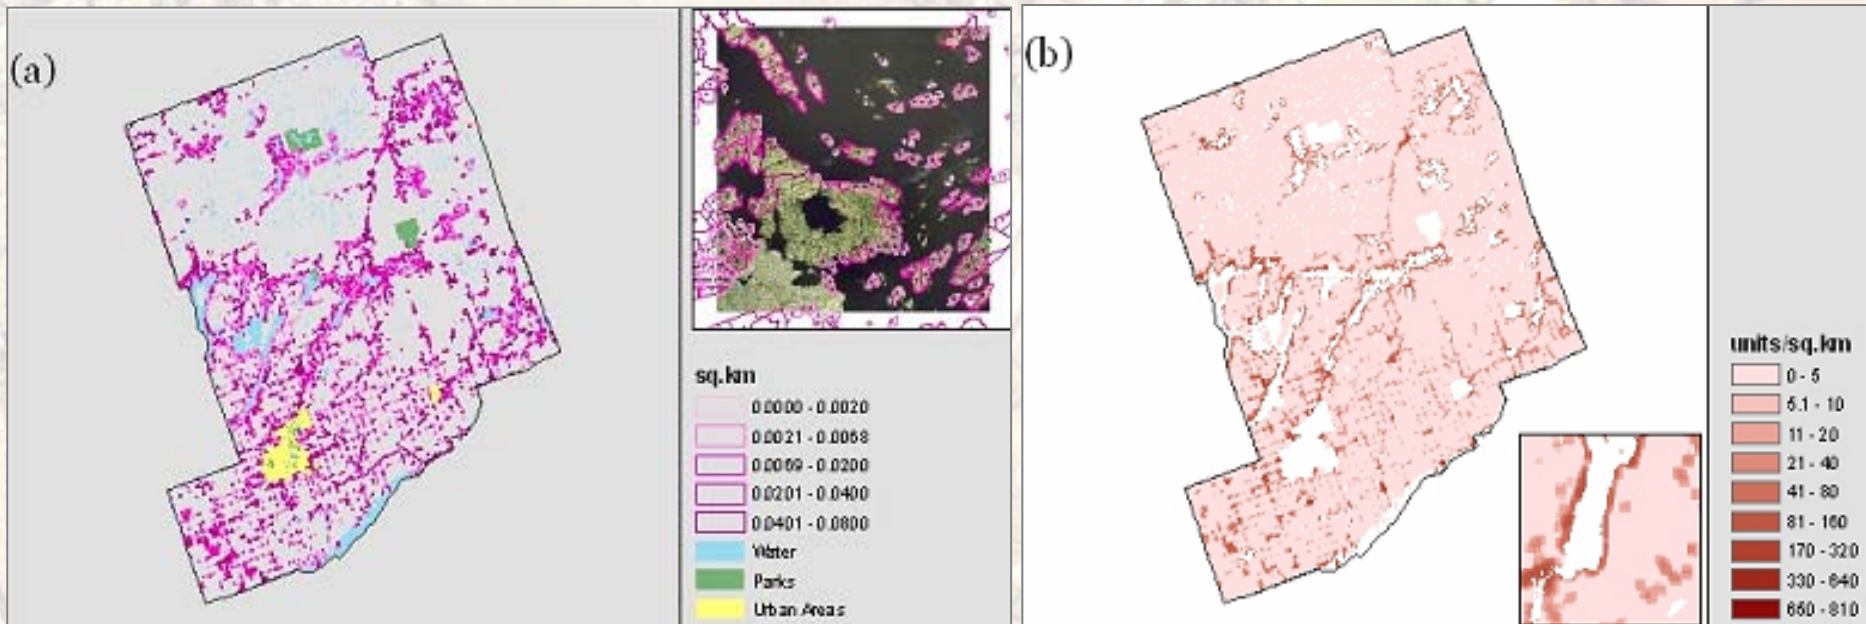 (a)
sq.km
0.0000 - 0.0020
0.0021 - 0.0068
0.0069 - 0.0200
0.0201 - 0.0400
0.0401 - 0.0800
Water
Parks
Urban Areas
(b)
units/sq.km
0 - 5
5.1 - 10
11 - 20
21 - 40
41 - 80
81 - 160
170 - 320
330 - 640
650 - 810